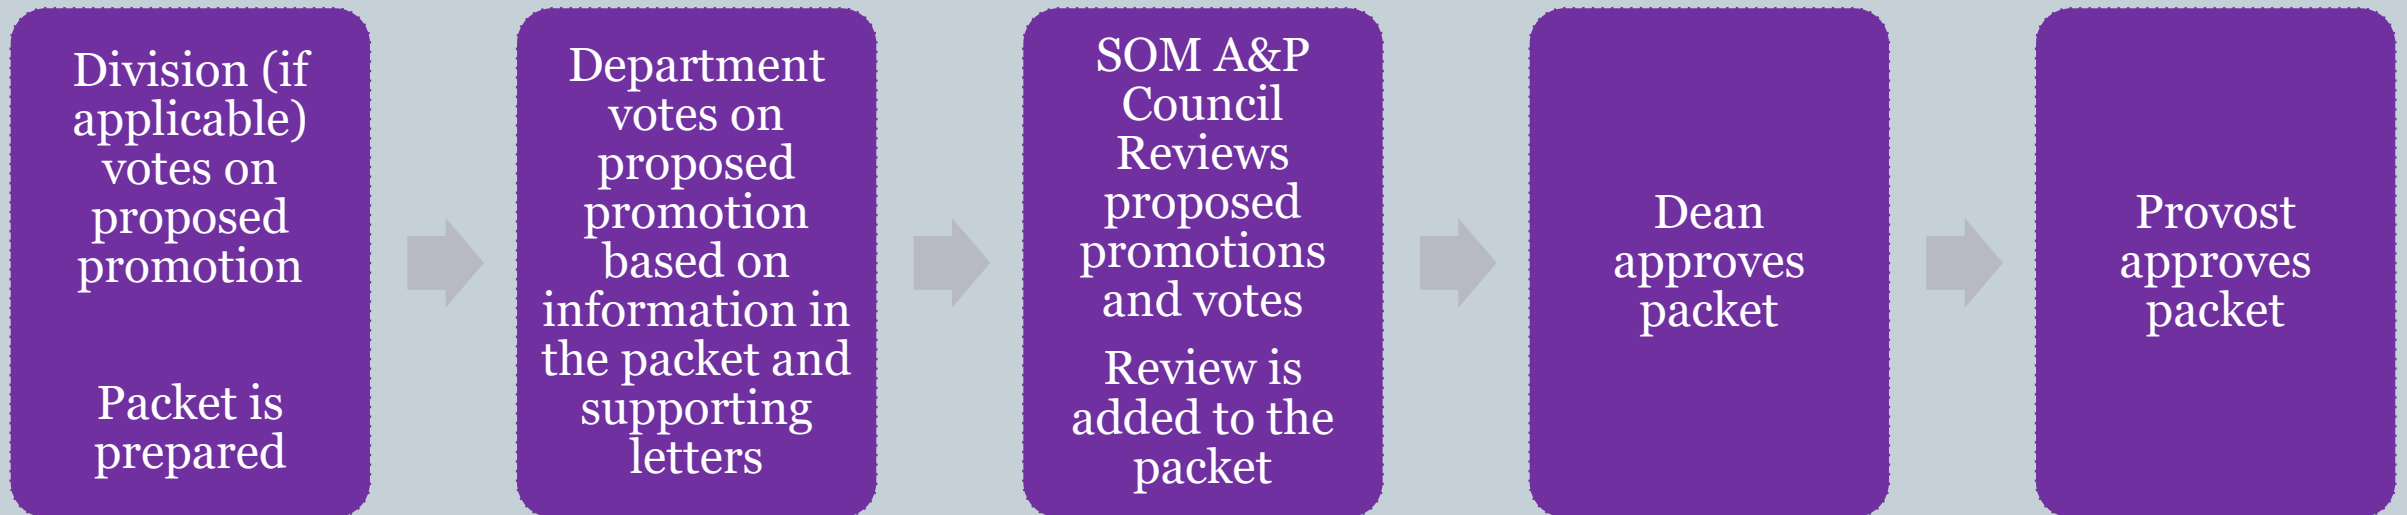 Division (if
applicable)
votes on
proposed
promotion
Packet is
prepared
Department
votes on
proposed
promotion
based on
information in
the packet and
supporting
letters
SOM A&P
Council
Reviews
proposed
promotions
and votes
Review is
added to the
packet
Dean
approves
packet
Provost
approves
packet